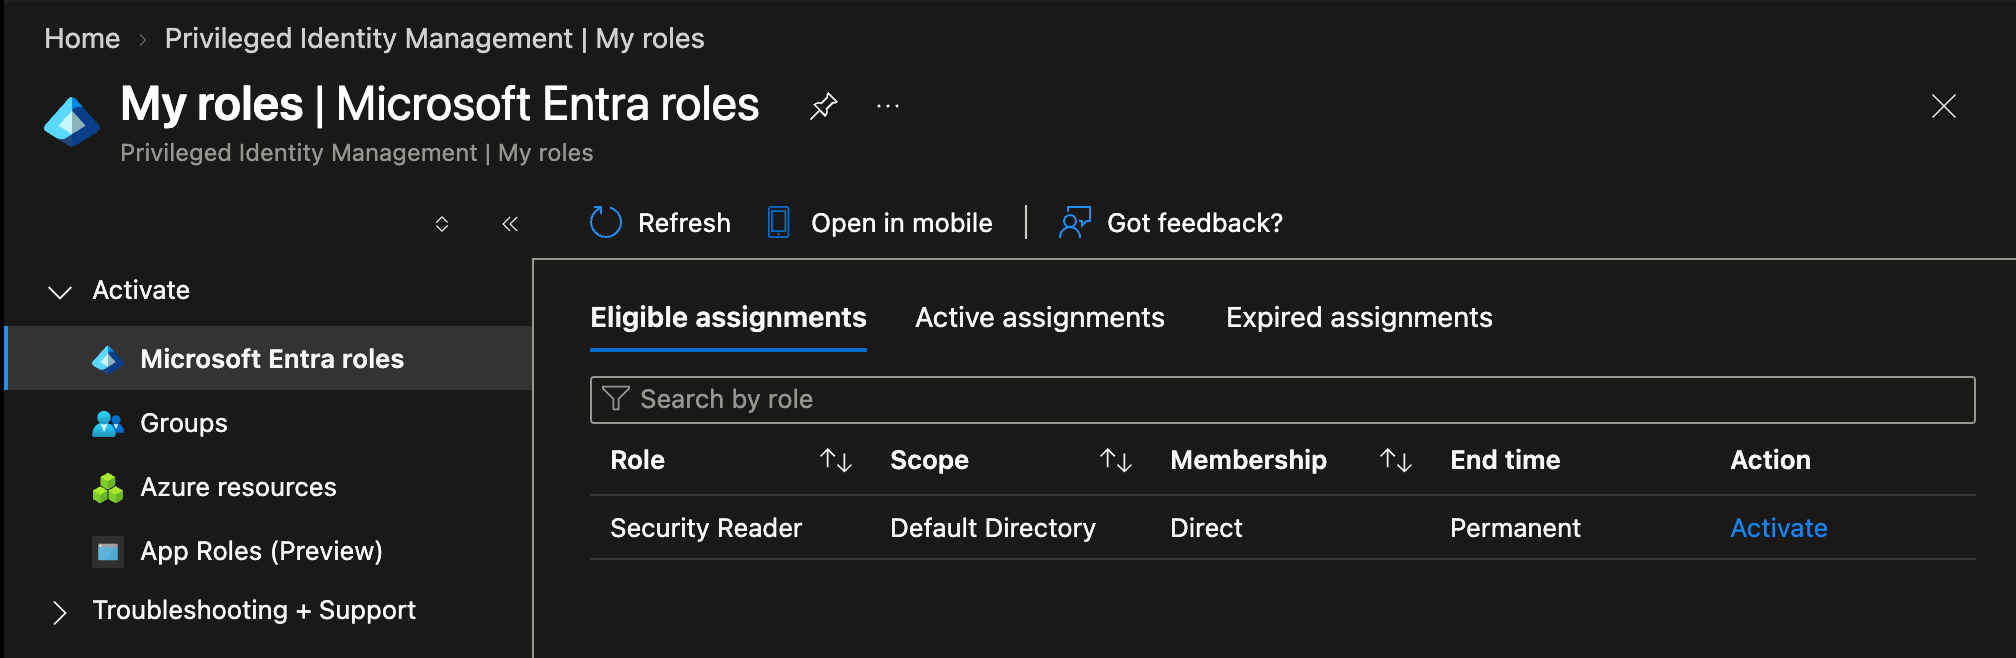 Home > Privileged Identity Management | My roles
My roles | Microsoft Entra roles
Privileged Identity Management | My roles
Refresh Open in mobile | Got feedback?
Activate
Microsoft Entra roles
Groups
Azure resources
App Roles (Preview)
Troubleshooting + Support
Eligible assignments Active assignments Expired assignments
Search by role
Role Scope Membership End time Action
Security Reader Default Directory Direct Permanent Activate